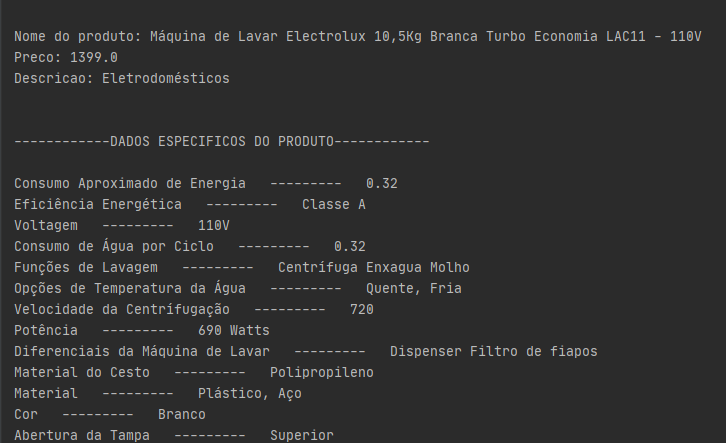 Nome do produto: Máquina de Lavar Electrolux 10,5Kg Branca Turbo Economia LAC11 - 110V
Preco: 1399.0
Descricao: Eletrodomésticos
------------DADOS ESPECIFICOS DO PRODUTO------------
Consumo Aproximado de Energia   ---------   0.32
Eficiência Energética   ---------   Classe A
Voltagem   ---------   110V
Consumo de Água por Ciclo   ---------   0.32
Funções de Lavagem   ---------   Centrífuga Enxagua Molho
Opções de Temperatura da Água   ---------   Quente, Fria
Velocidade da Centrífugação   ---------   720
Potência   ---------   690 Watts
Diferenciais da Máquina de Lavar   ---------   Dispenser Filtro de fiapos
Material do Cesto   ---------   Polipropileno
Material   ---------   Plástico, Aço
Cor   ---------   Branco
Abertura da Tampa   ---------   Superior